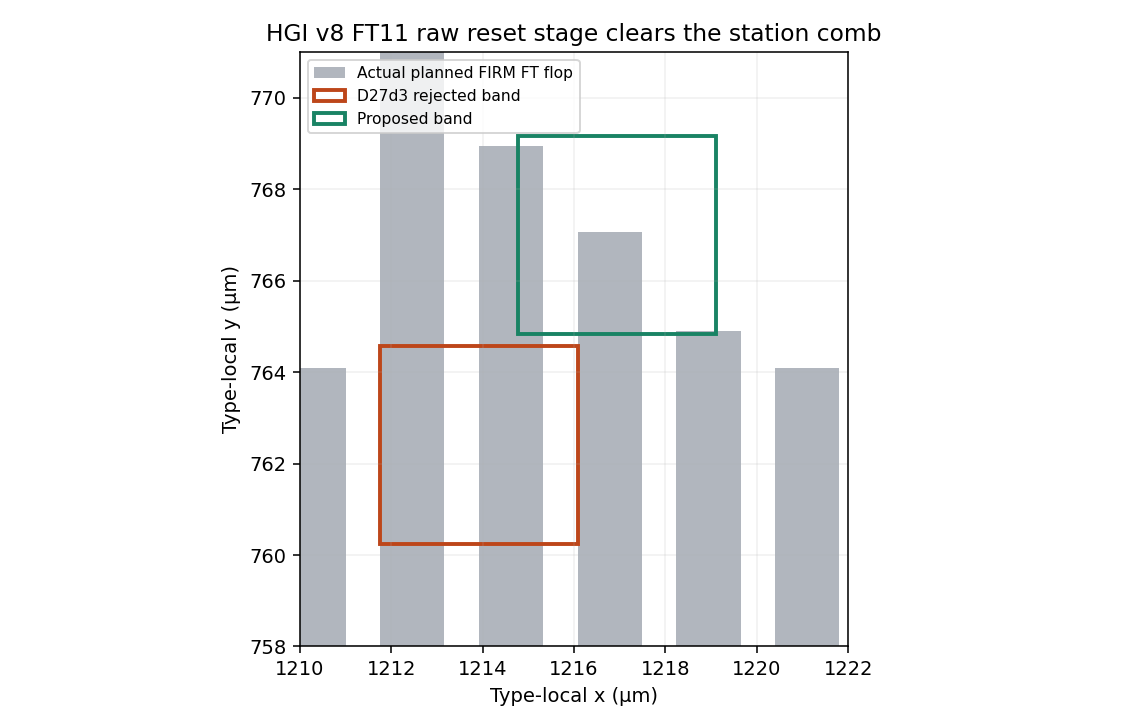 HGI v8 FT11 raw reset stage clears the station comb
Actual planned FIRM FT flop
D27d3 rejected band
Proposed band
770
768
766
764
762
760
758
Type-local y (μm)
1210
1212
1214
1216
1218
1220
1222
Type-local x (μm)